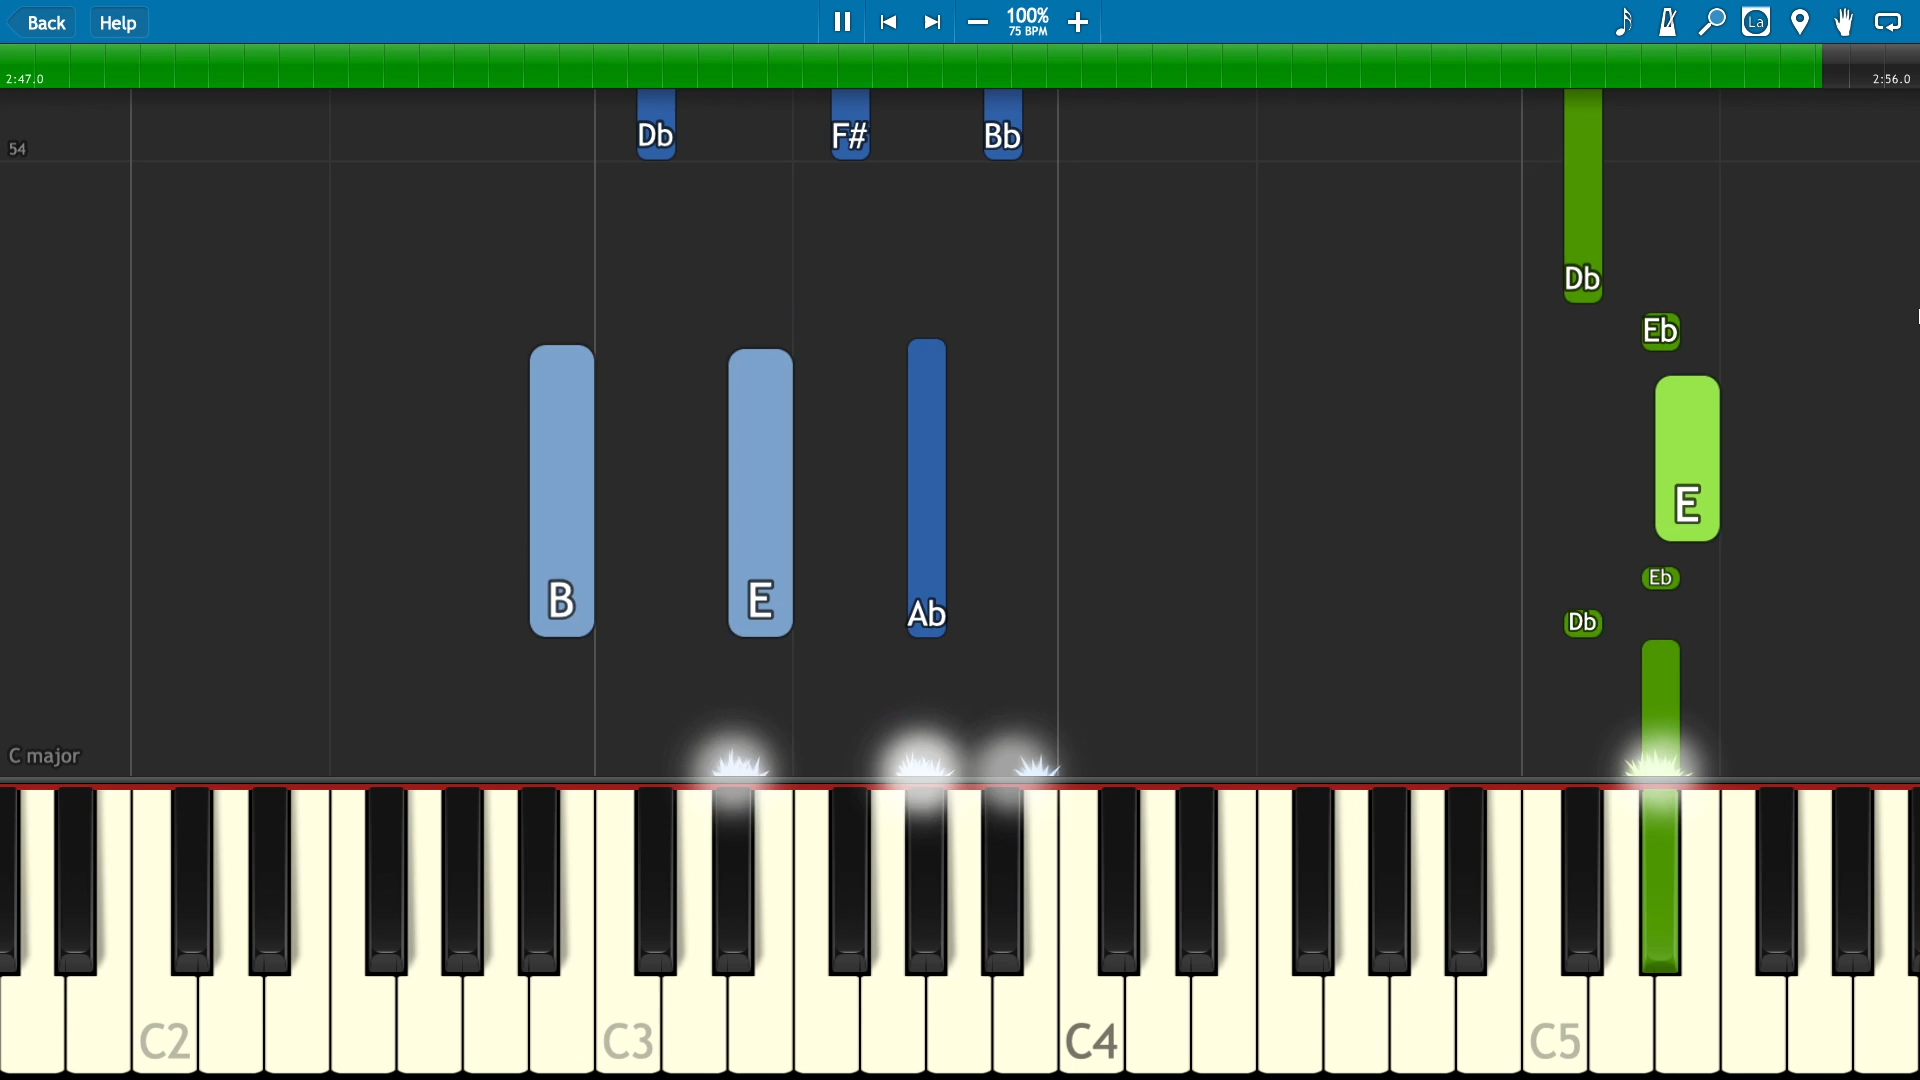 Back
Help
100%
75 BPM
La
2:47.0
2:56.0
54
Db
F#
Bb
Db
Eb
E
B
E
Ab
Eb
Db
C major
C2
C3
C4
C5